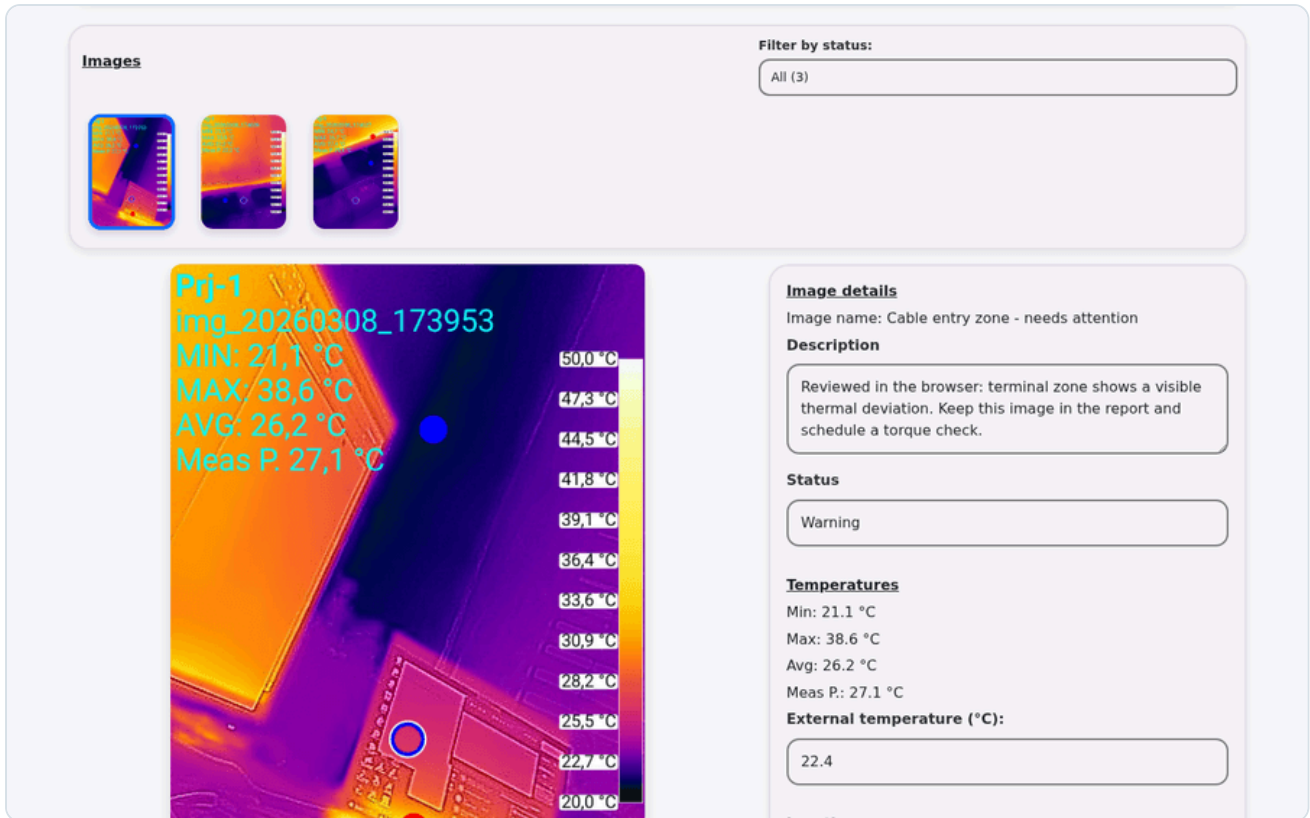 Images
Filter by status:
All (3)
Prj-1
img_20260308_173953
MIN: 21,1 °C
MAX: 38,6 °C
AVG: 26,2 °C
Meas P. 27,1 °C
50,0 °C
47,3 °C
44,5 °C
41,8 °C
39,1 °C
36,4 °C
33,6 °C
30,9 °C
28,2 °C
25,5 °C
22,7 °C
20,0 °C
Image details
Image name: Cable entry zone - needs attention
Description
Reviewed in the browser: terminal zone shows a visible
thermal deviation. Keep this image in the report and
schedule a torque check.
Status
Warning
Temperatures
Min: 21.1 °C
Max: 38.6 °C
Avg: 26.2 °C
Meas P.: 27.1 °C
External temperature (°C):
22.4